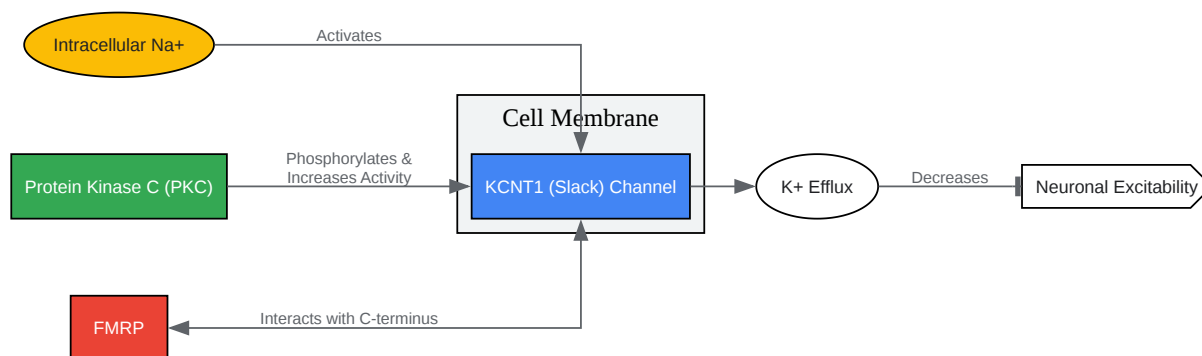 Intracellular Na+
Activates
Cell Membrane
Protein Kinase C (PKC)
Phosphorylates &
Increases Activity
KCNT1 (Slack) Channel
K+ Efflux
Decreases
Neuronal Excitability
FMRP
Interacts with C-terminus